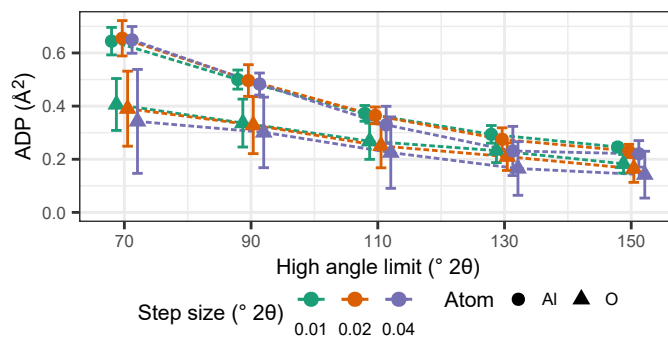 0.6
0.4
0.2
0.0
ADP (Å²)
70 90 110 130 150
High angle limit (° 2θ)
Step size (° 2θ) 0.01 0.02 0.04 Atom Al O